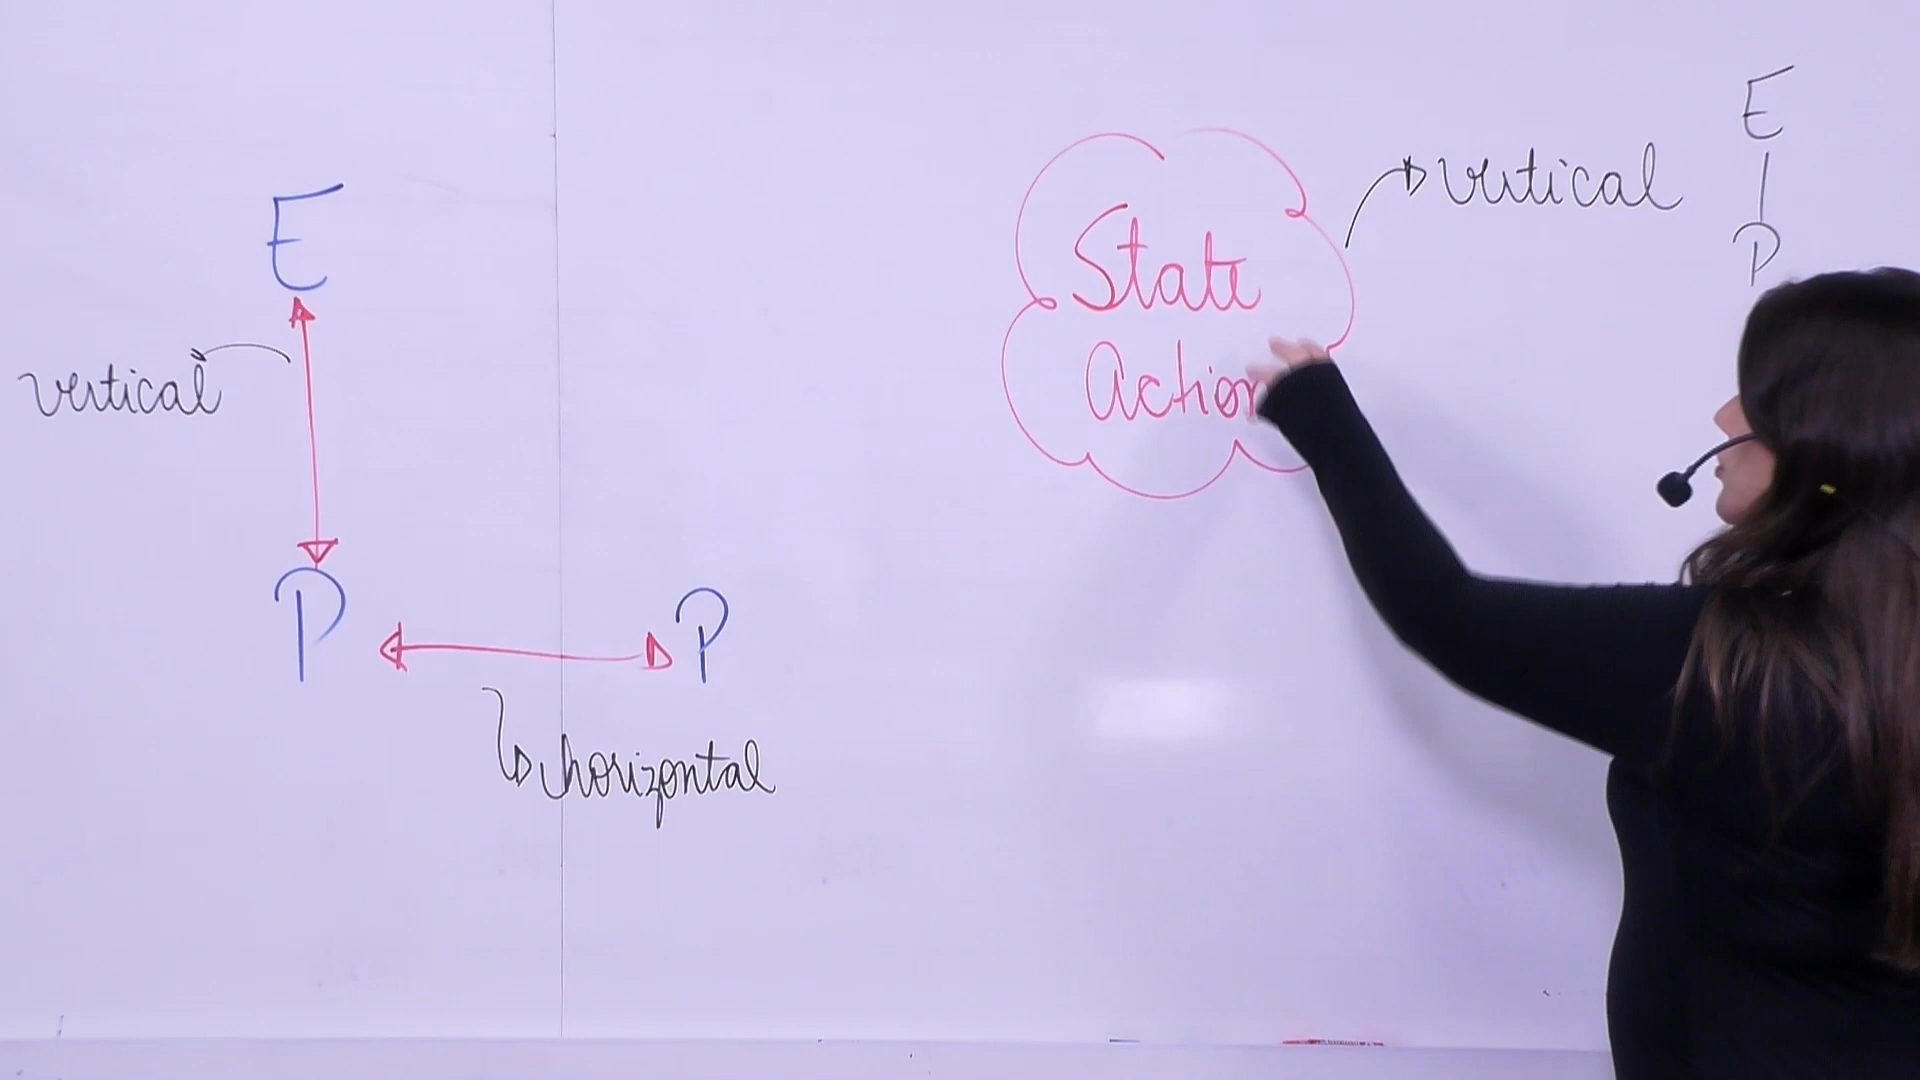 E
vertical
P
P
horizontal
State
Action
vertical
E
P